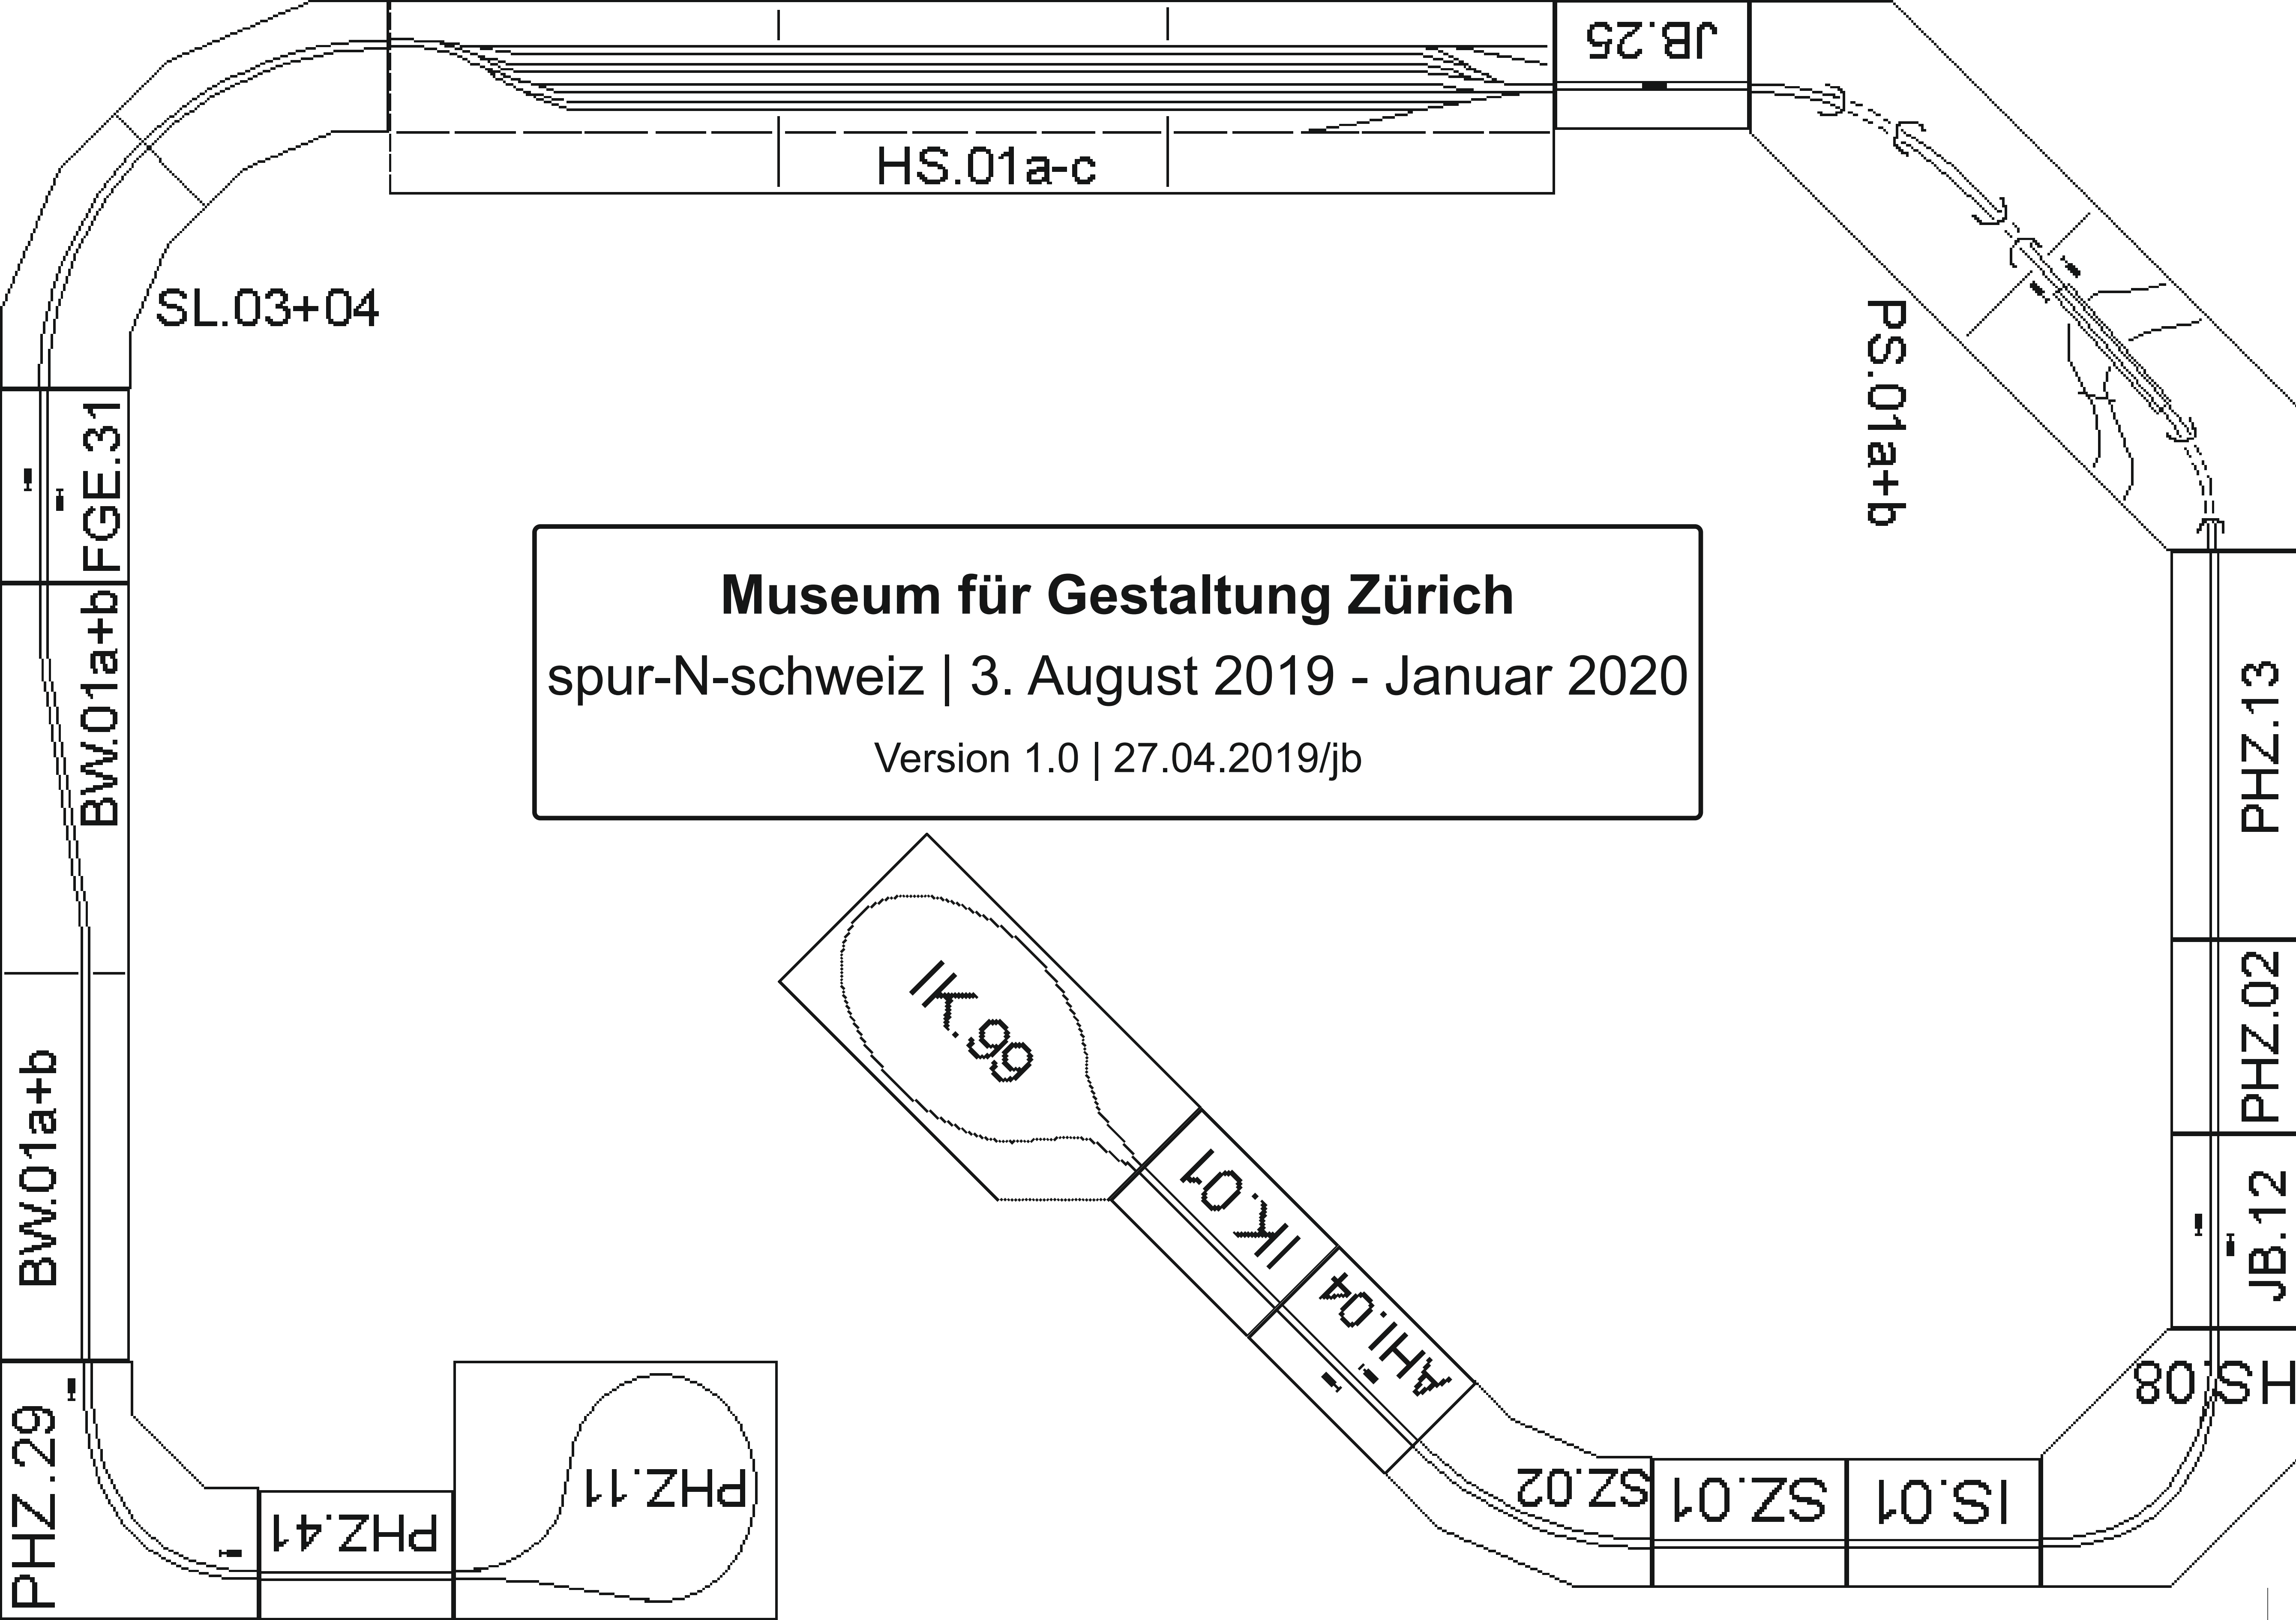 JB.25
HS.01a-c
SL.03+04
PS.01a+b
FGE.31
BW.01a+b
Museum für Gestaltung Zürich
spur-N-schweiz | 3. August 2019 - Januar 2020
Version 1.0 | 27.04.2019/jb
PHZ.13
PHZ.02
IK.99
BW.01a+b
IK.01
JB.12
AHI.04
HS.08
PHZ.29
PHZ.41
PHZ.11
SZ.02
SZ.01
IS.01